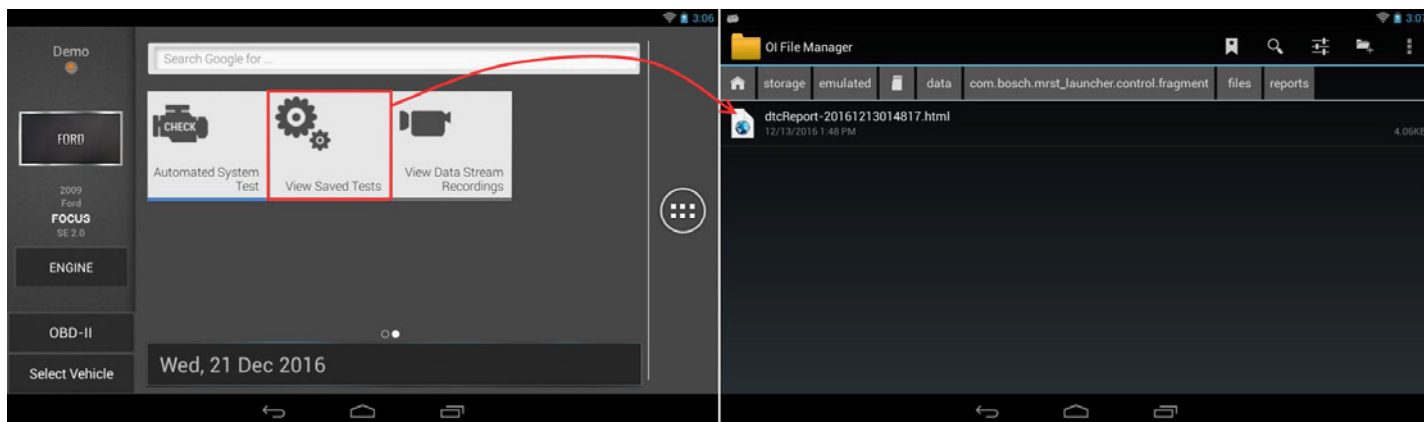 3:06
Demo
Search Google for ...
FORD
CHECK
Automated System
Test
View Saved Tests
View Data Stream
Recordings
2009
Ford
FOCUS
SE 2.0
ENGINE
OBD-II
Select Vehicle
Wed, 21 Dec 2016
3:07
OI File Manager
storage emulated data com.bosch.mrst_launcher.control.fragment files reports
dtcReport-20161213014817.html
12/13/2016 1:48 PM
4.06KB